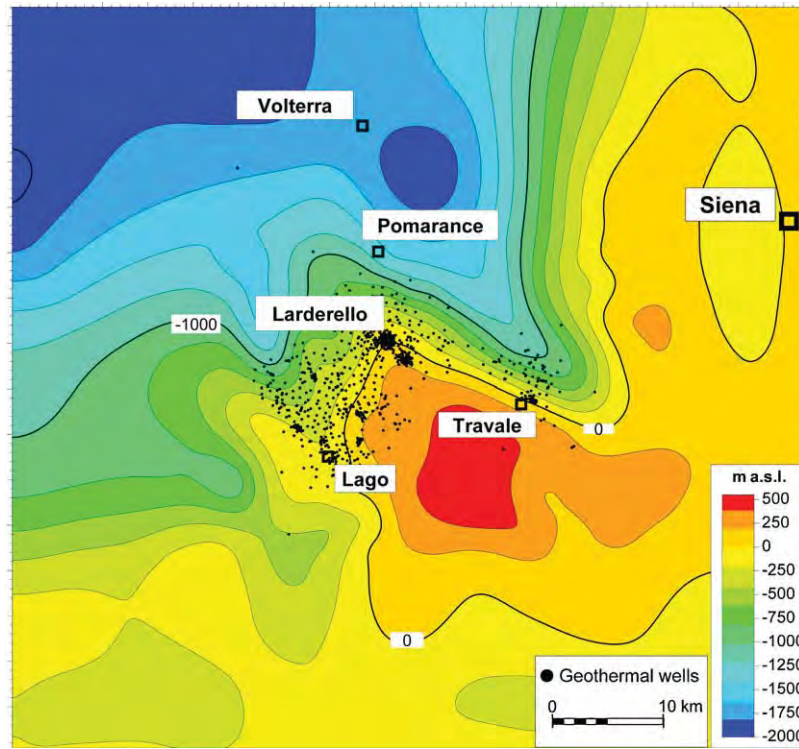 Volterra
Siena
Pomarance
Larderello
-1000
Travale
0
Lago
m a.s.l.
500
250
0
-250
-500
-750
-1000
-1250
-1500
-1750
-2000
0
Geothermal wells
0 10 km